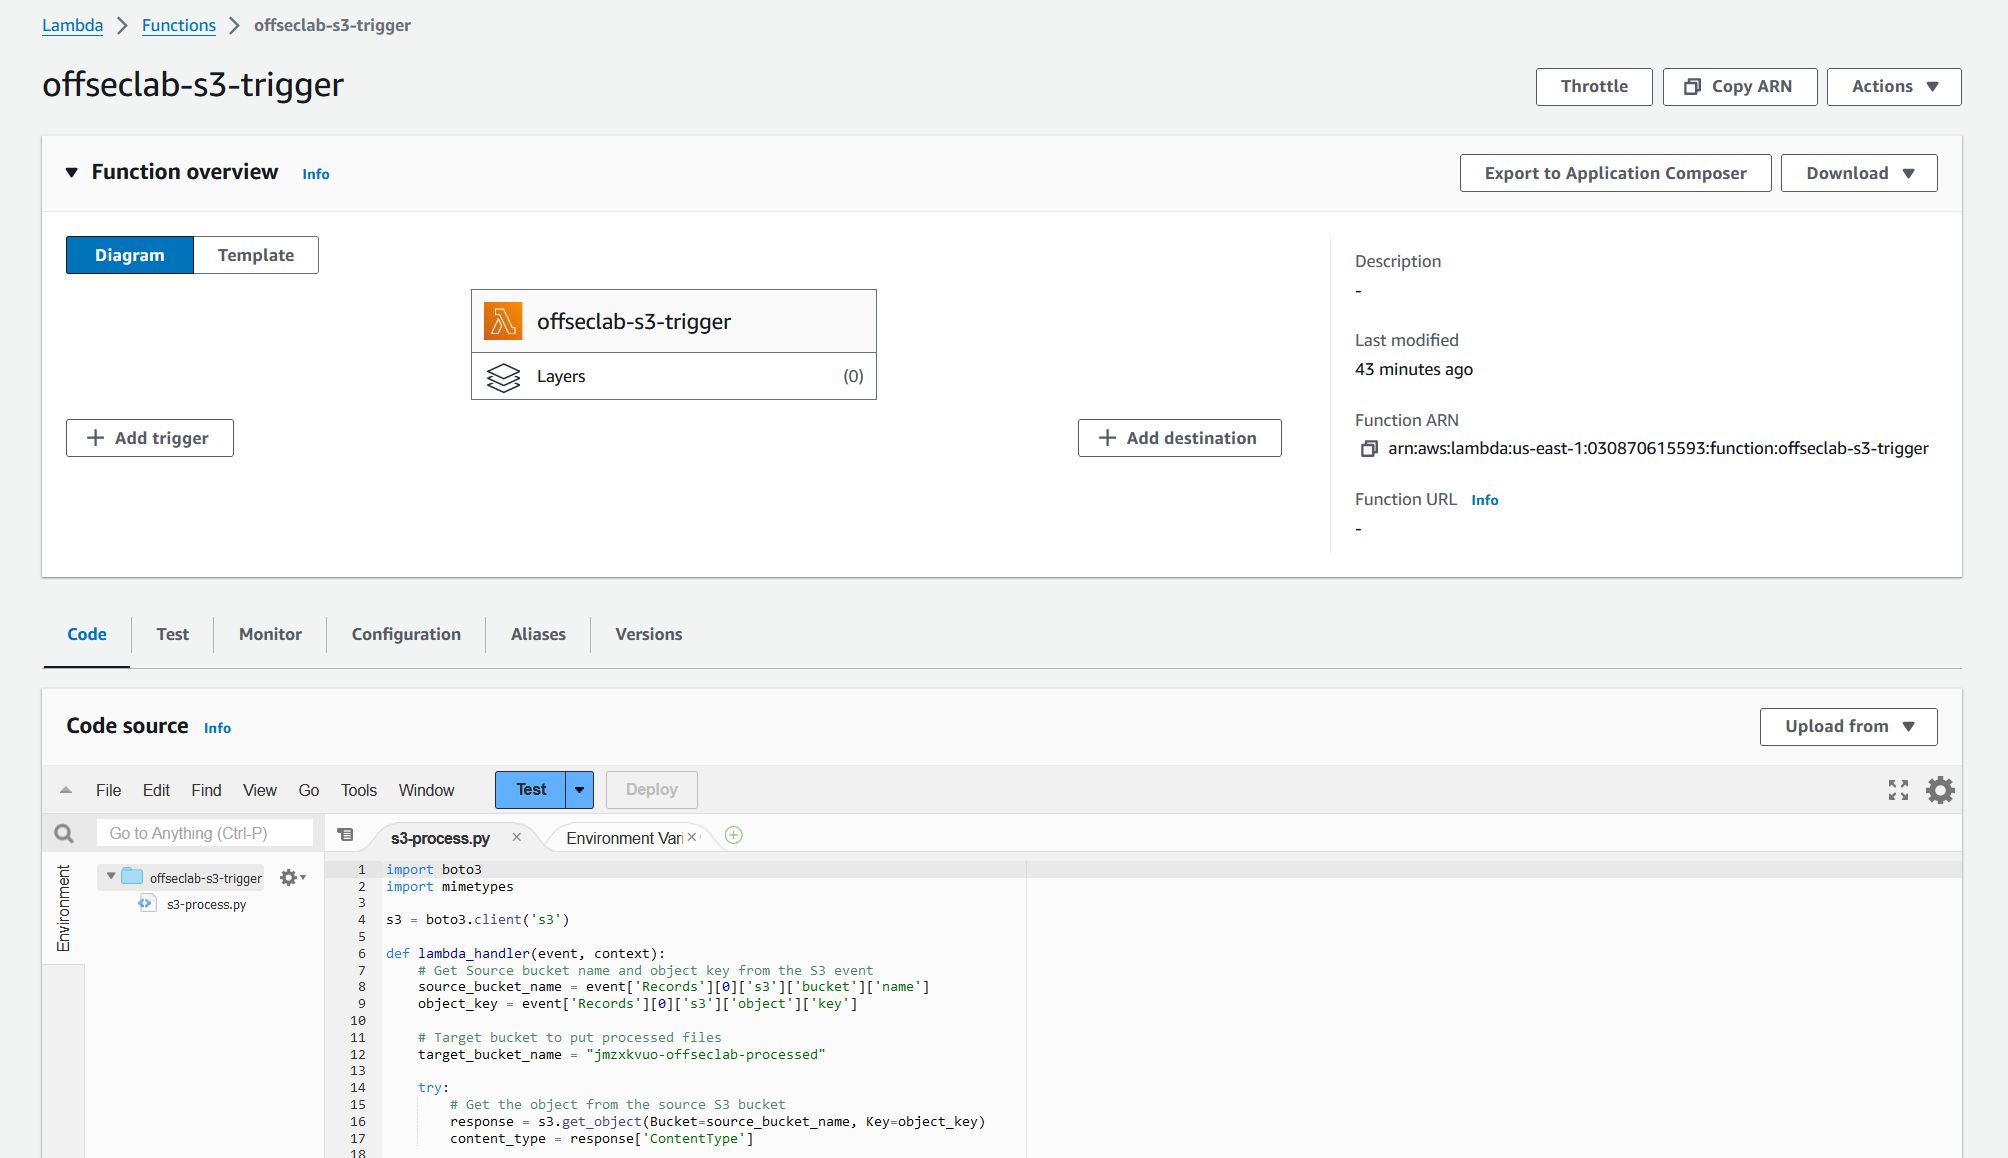 Lambda > Functions > offseclab-s3-trigger
offseclab-s3-trigger
Throttle Copy ARN Actions
Function overview Info
Export to Application Composer Download
Diagram Template
offseclab-s3-trigger
Layers (0)
Add trigger
Add destination
Description
-
Last modified
43 minutes ago
Function ARN
arn:aws:lambda:us-east-1:030870615593:function:offseclab-s3-trigger
Function URL Info
-
Code Test Monitor Configuration Aliases Versions
Code source Info
Upload from
File Edit Find View Go Tools Window Test Deploy
Go to Anything (Ctrl-P)
s3-process.py × Environment Vari ×
Environment
offseclab-s3-trigger
s3-process.py
1 import boto3
2 import mimetypes
3
4 s3 = boto3.client('s3')
5
6 def lambda_handler(event, context):
7 # Get Source bucket name and object key from the S3 event
8 source_bucket_name = event['Records'][0]['s3']['bucket']['name']
9 object_key = event['Records'][0]['s3']['object']['key']
10
11 # Target bucket to put processed files
12 target_bucket_name = "jmzxkvuo-offseclab-processed"
13
14 try:
15 # Get the object from the source S3 bucket
16 response = s3.get_object(Bucket=source_bucket_name, Key=object_key)
17 content_type = response['ContentType']
18